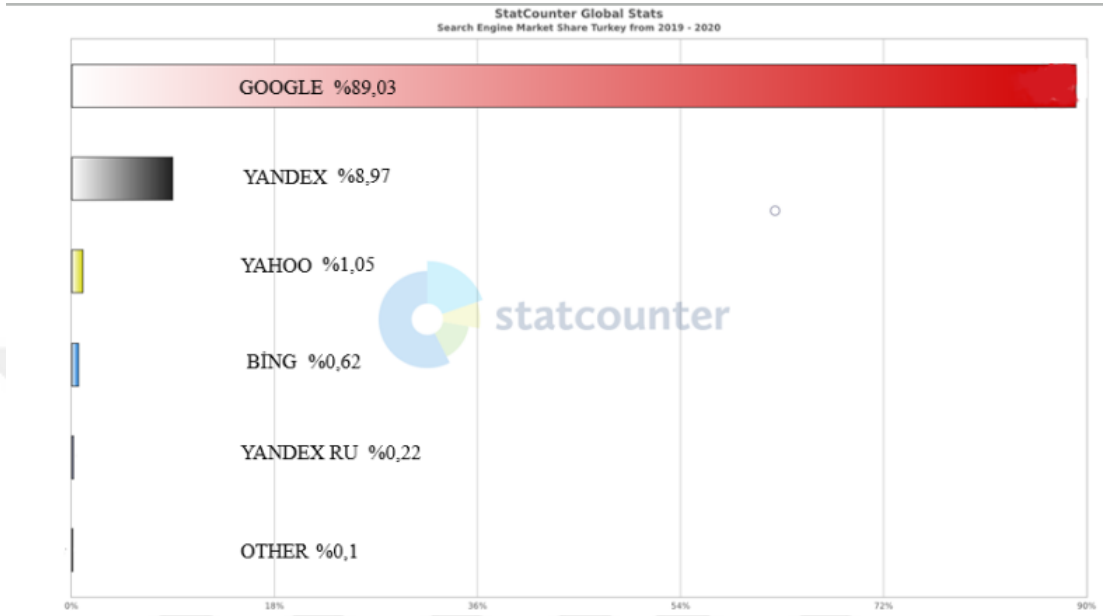 StatCounter Global Stats
Search Engine Market Share Turkey from 2019 - 2020
GOOGLE %89,03
YANDEX %8,97
YAHOO %1,05
statcounter
BİNG %0,62
YANDEX RU %0,22
OTHER %0,1
0% 18% 36% 54% 72% 90%